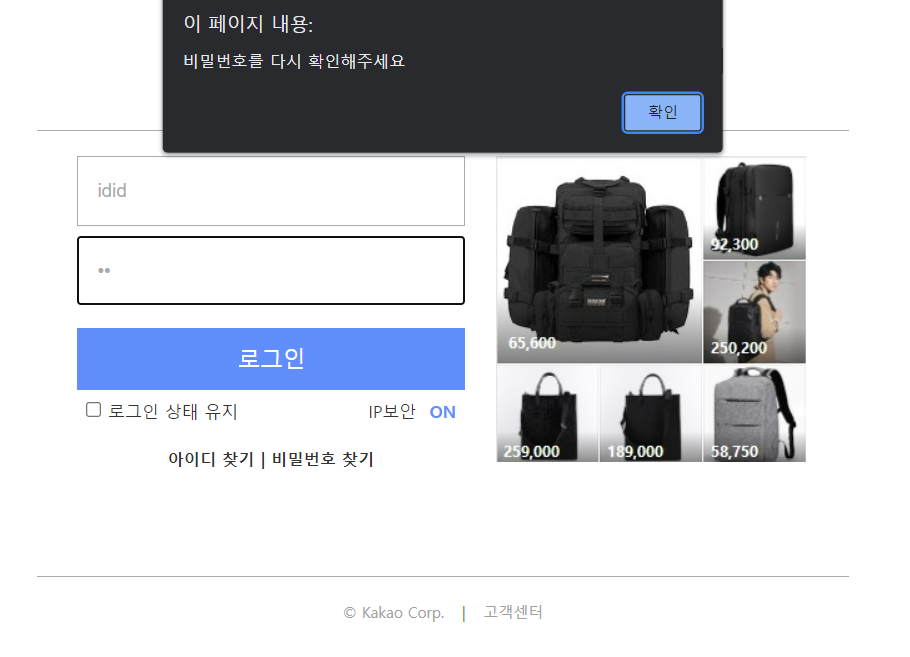 이 페이지 내용:
비밀번호를 다시 확인해주세요
확인
idid
••
로그인
로그인 상태 유지
IP보안 ON
아이디 찾기 | 비밀번호 찾기
65,600
92,300
250,200
259,000
189,000
58,750
© Kakao Corp. | 고객센터